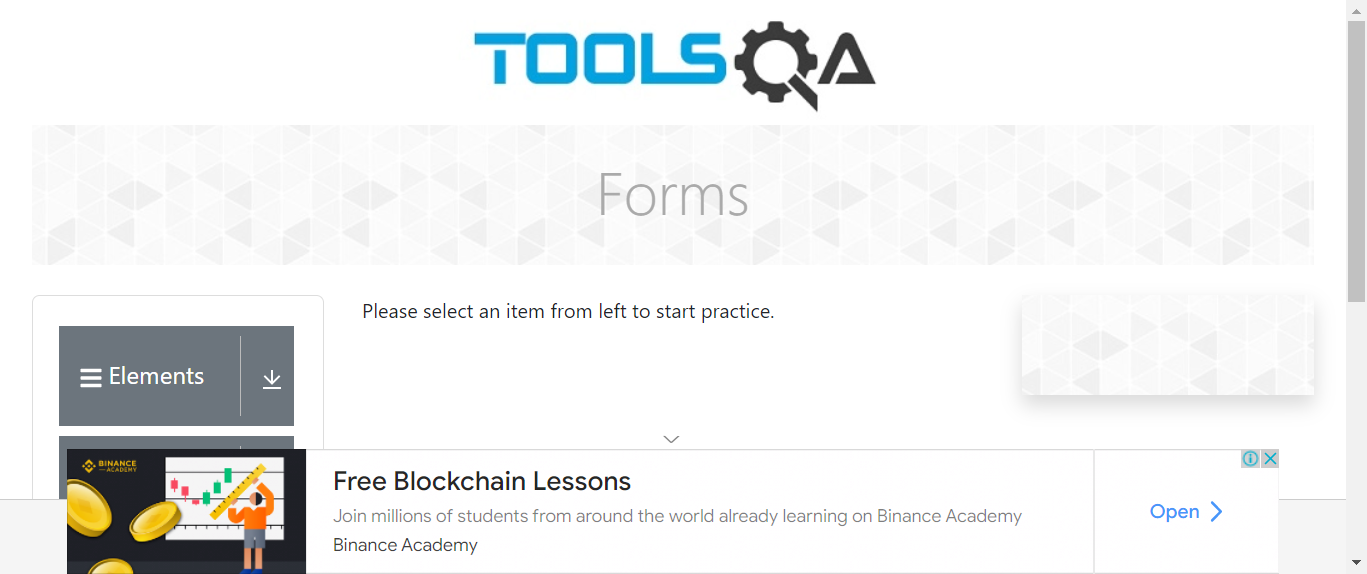 TOOLSQA
Forms
Please select an item from left to start practice.
Elements
BINANCE
ACADEMY
Free Blockchain Lessons
Join millions of students from around the world already learning on Binance Academy
Binance Academy
Open